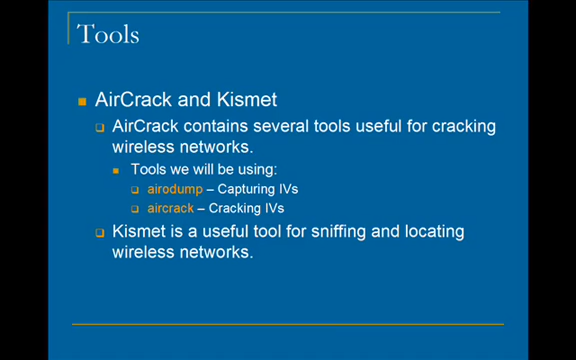 Tools
AirCrack and Kismet
AirCrack contains several tools useful for cracking
wireless networks.
Tools we will be using:
airodump – Capturing IVs
aircrack – Cracking IVs
Kismet is a useful tool for sniffing and locating
wireless networks.